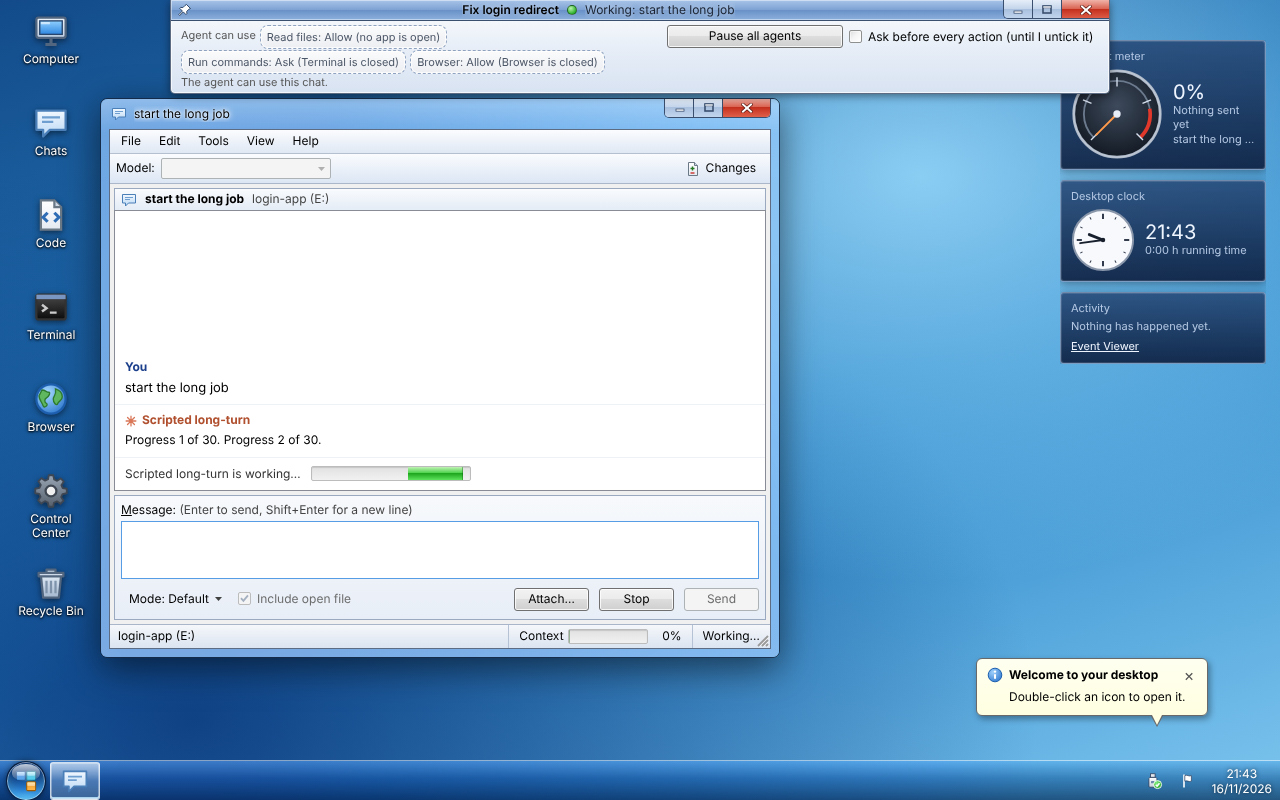 Fix login redirect Working: start the long job
Agent can use Read files: Allow (no app is open)
Pause all agents
Ask before every action (until I untick it)
Run commands: Ask (Terminal is closed) Browser: Allow (Browser is closed)
The agent can use this chat.
Computer
Chats
Code
Terminal
Browser
Control
Center
Recycle Bin
start the long job
File Edit Tools View Help
Model:
Changes
start the long job login-app (E:)
You
start the long job
Scripted long-turn
Progress 1 of 30. Progress 2 of 30.
Scripted long-turn is working...
Message: (Enter to send, Shift+Enter for a new line)
Mode: Default Include open file Attach... Stop Send
login-app (E:) Context 0% Working...
meter
0%
Nothing sent
yet
start the long ...
Desktop clock
21:43
0:00 h running time
Activity
Nothing has happened yet.
Event Viewer
Welcome to your desktop
Double-click an icon to open it.
21:43
16/11/2026